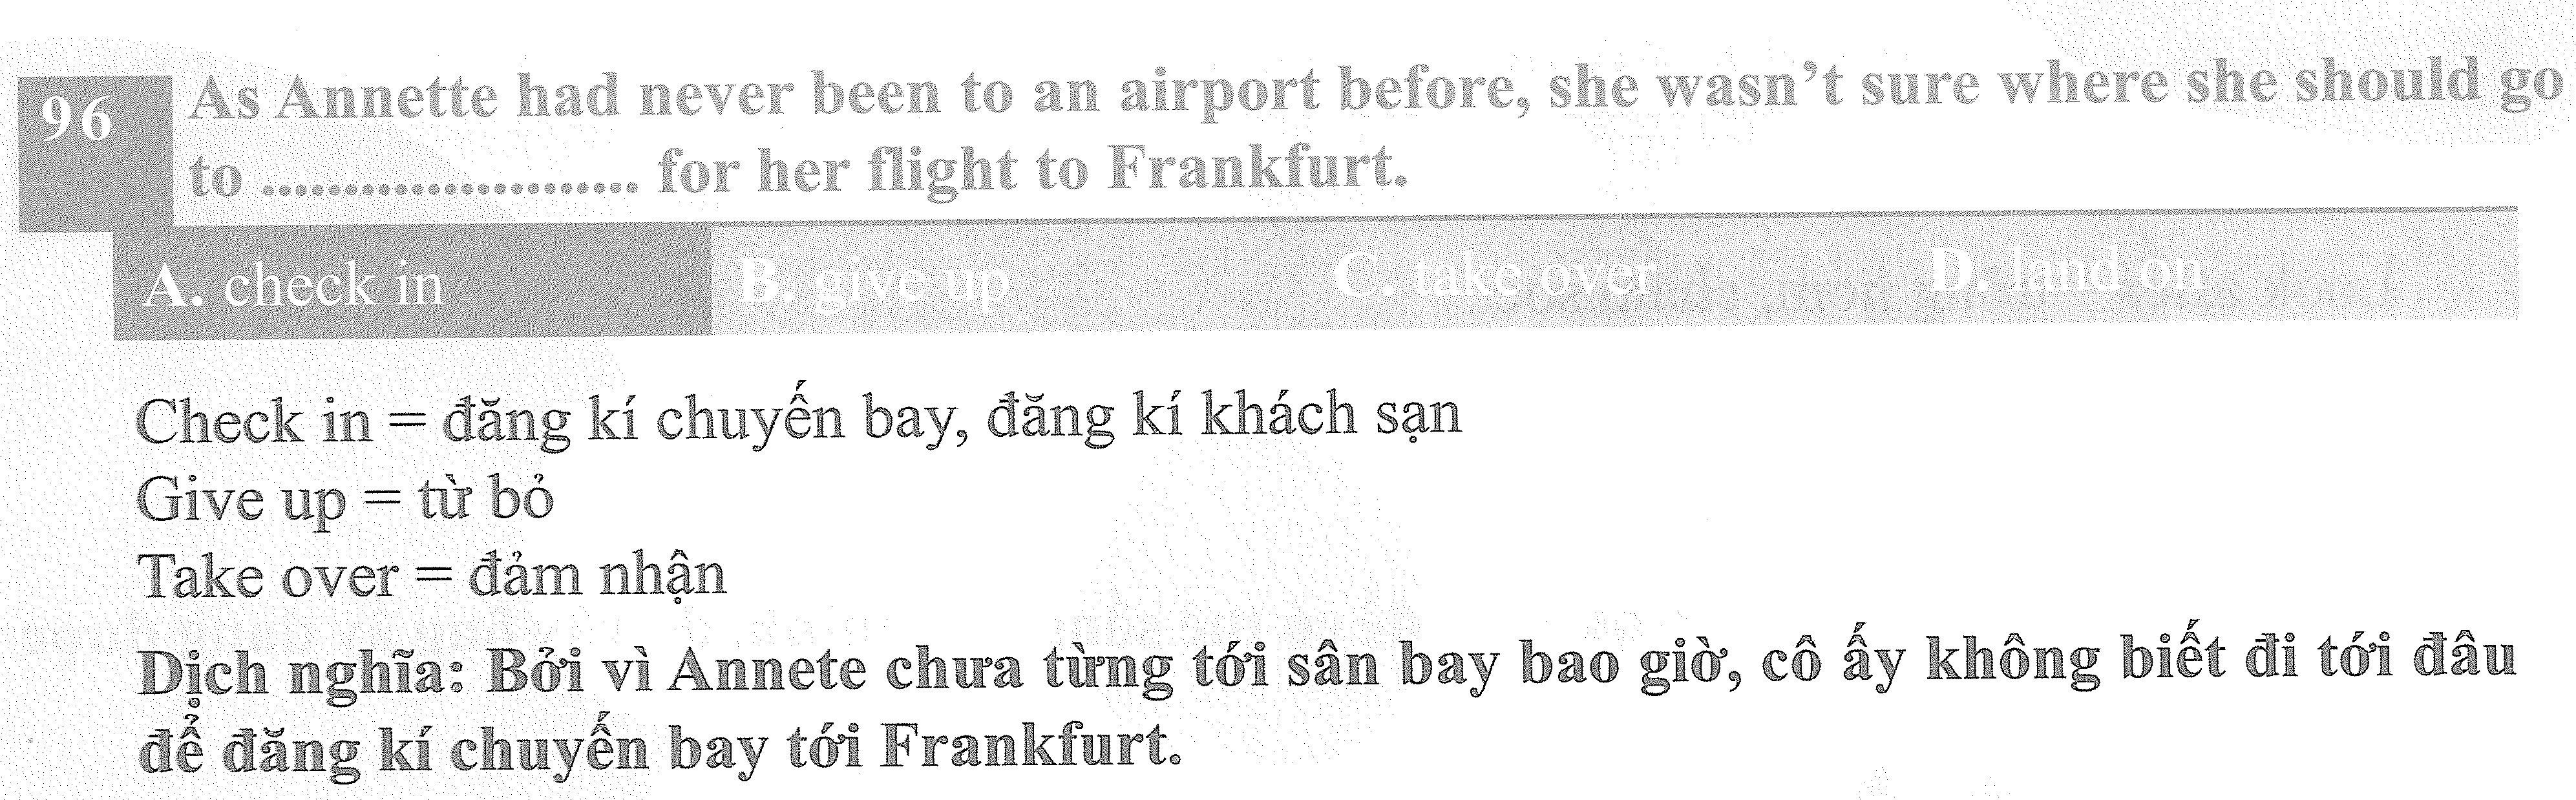 96 As Annette had never been to an airport before, she wasn't sure where she should go
to ...................... for her flight to Frankfurt.
A. check in B. give up C. take over D. land on
Check in = đăng kí chuyến bay, đăng kí khách sạn
Give up = từ bỏ
Take over = đảm nhận
Dịch nghĩa: Bởi vì Annete chưa từng tới sân bay bao giờ, cô ấy không biết đi tới đâu
để đăng kí chuyến bay tới Frankfurt.